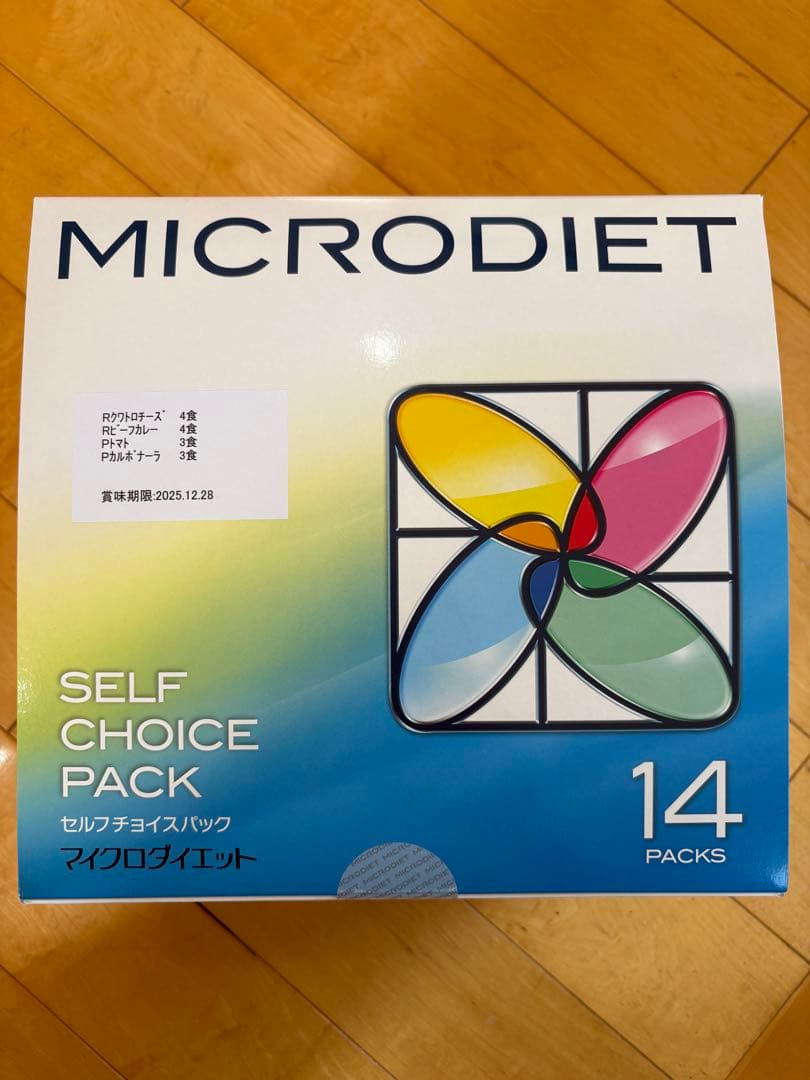 MICRODIET
Rクワトロチーズ 4食
Rビーフカレー 4食
Pトマト 3食
Pカルボナーラ 3食
賞味期限:2025.12.28
SELF
CHOICE
PACK
セルフチョイスパック
マイクロダイエット
14
PACKS
MICRODIET MICRODIET